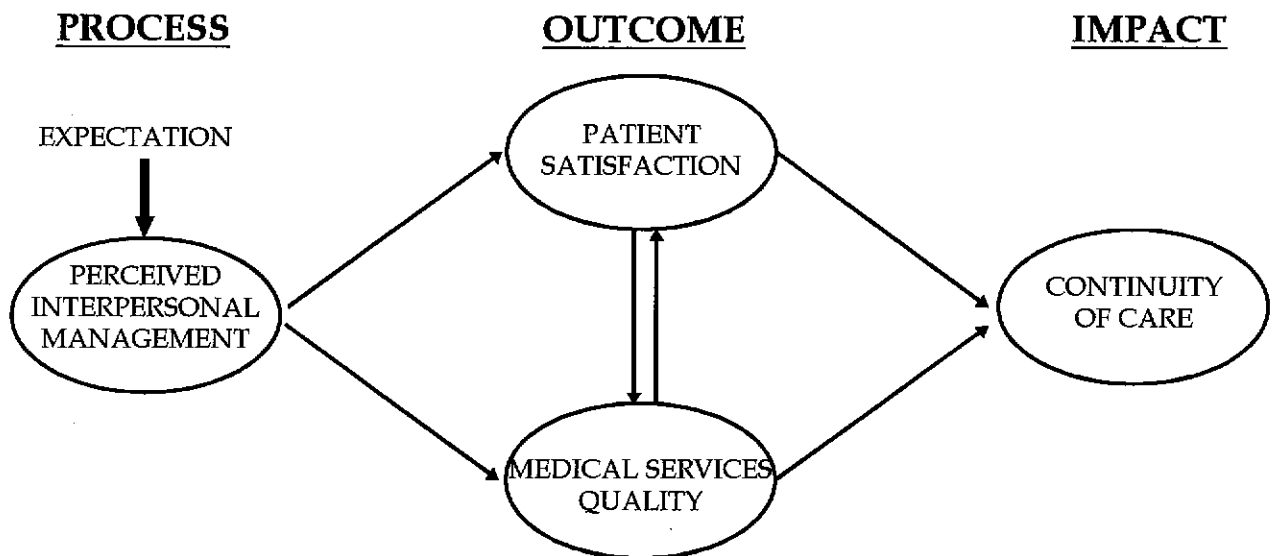 PROCESS
OUTCOME
IMPACT
EXPECTATION
PERCEIVED
INTERPERSONAL
MANAGEMENT
PATIENT
SATISFACTION
MEDICAL SERVICES
QUALITY
CONTINUITY
OF CARE